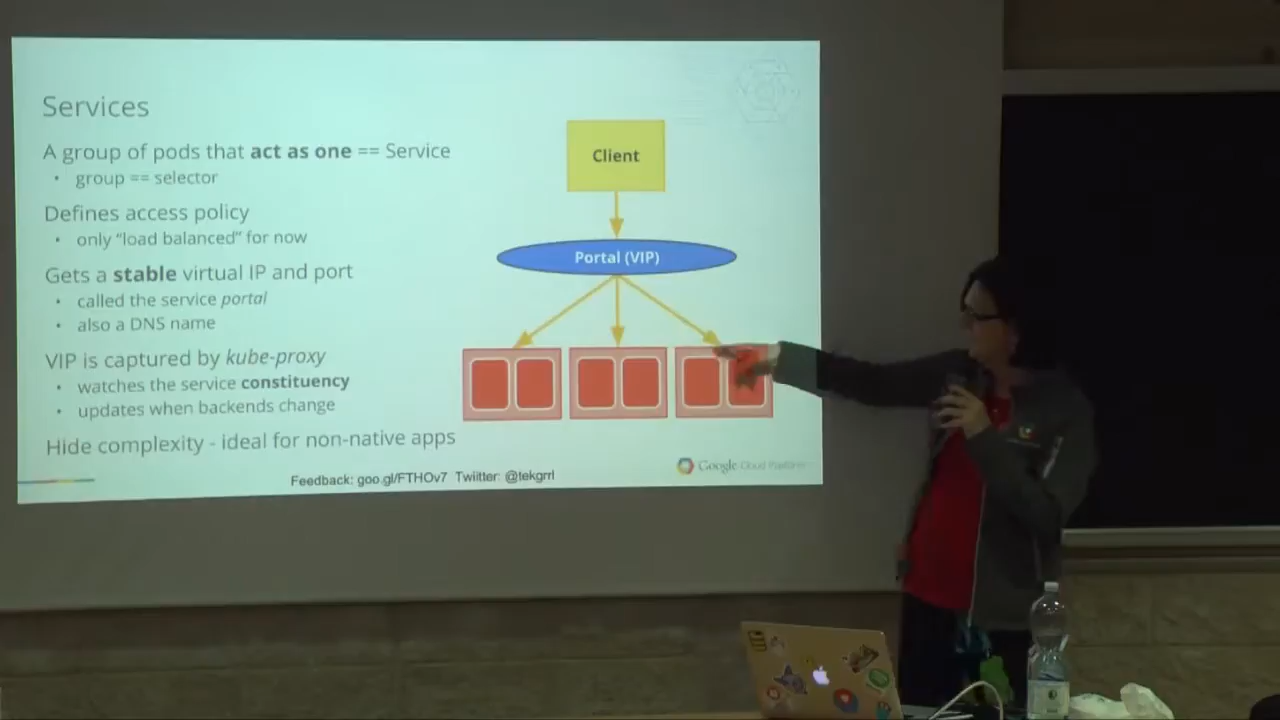 Services
A group of pods that act as one == Service
• group == selector
Defines access policy
• only “load balanced” for now
Gets a stable virtual IP and port
• called the service portal
• also a DNS name
VIP is captured by kube-proxy
• watches the service constituency
• updates when backends change
Hide complexity - ideal for non-native apps
Client
Portal (VIP)
Feedback: goo.gl/FTHOv7 Twiitter: @tekgrrl
Google Cloud Platform